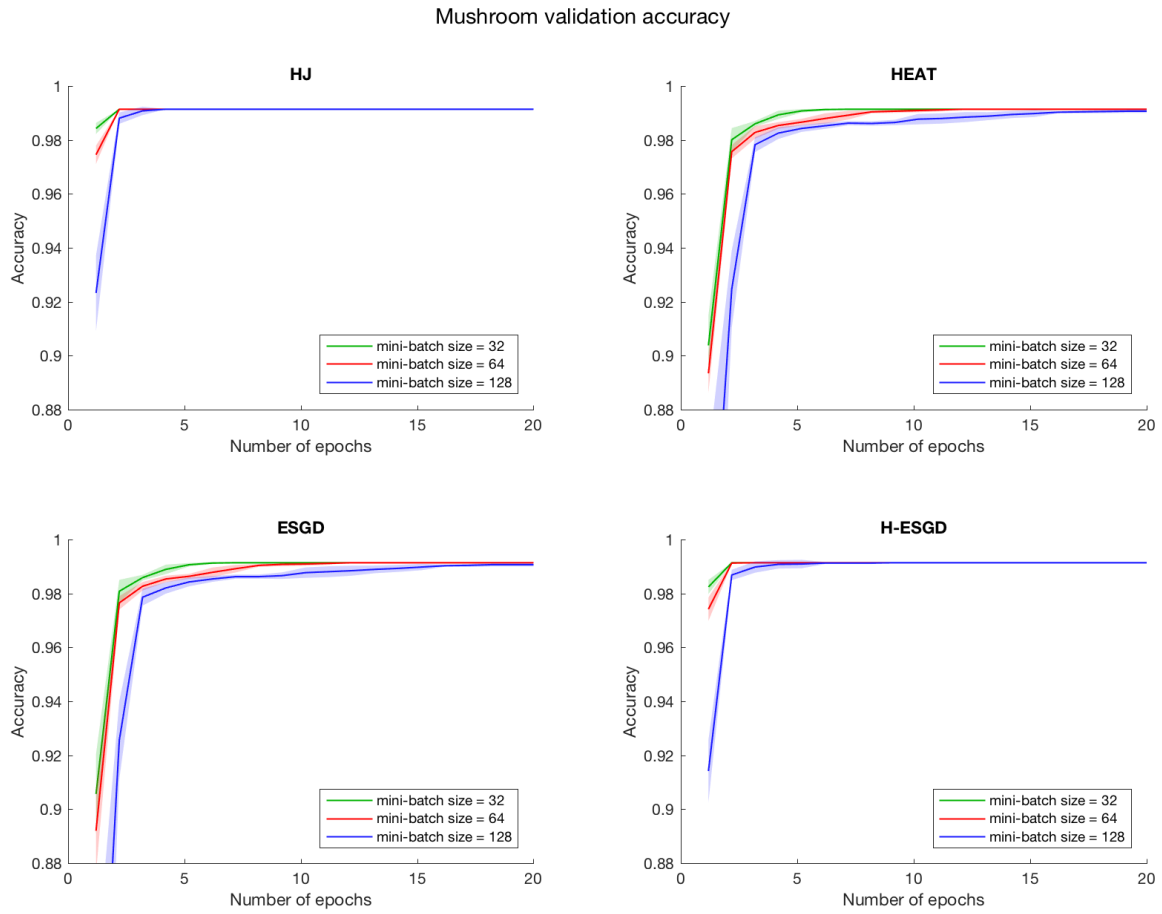 Mushroom validation accuracy
HJ
1
0.98
0.96
0.94
0.92
0.9
0.88
Accuracy
0
5
10
15
20
Number of epochs
mini-batch size = 32
mini-batch size = 64
mini-batch size = 128
HEAT
1
0.98
0.96
0.94
0.92
0.9
0.88
Accuracy
0
5
10
15
20
Number of epochs
mini-batch size = 32
mini-batch size = 64
mini-batch size = 128
ESGD
1
0.98
0.96
0.94
0.92
0.9
0.88
Accuracy
0
5
10
15
20
Number of epochs
mini-batch size = 32
mini-batch size = 64
mini-batch size = 128
H-ESGD
1
0.98
0.96
0.94
0.92
0.9
0.88
Accuracy
0
5
10
15
20
Number of epochs
mini-batch size = 32
mini-batch size = 64
mini-batch size = 128